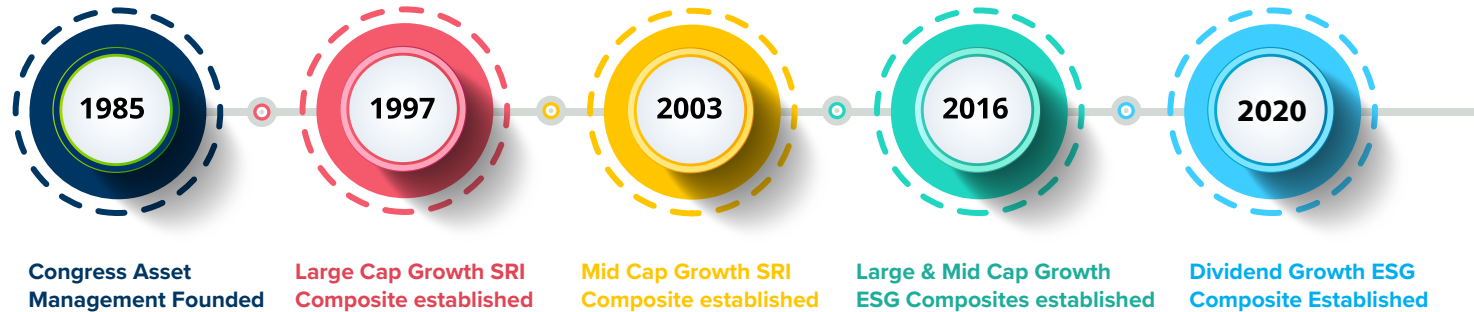 1985
1997
2003
2016
2020
Congress Asset
Management Founded
Large Cap Growth SRI
Composite established
Mid Cap Growth SRI
Composite established
Large & Mid Cap Growth
ESG Composites established
Dividend Growth ESG
Composite Established